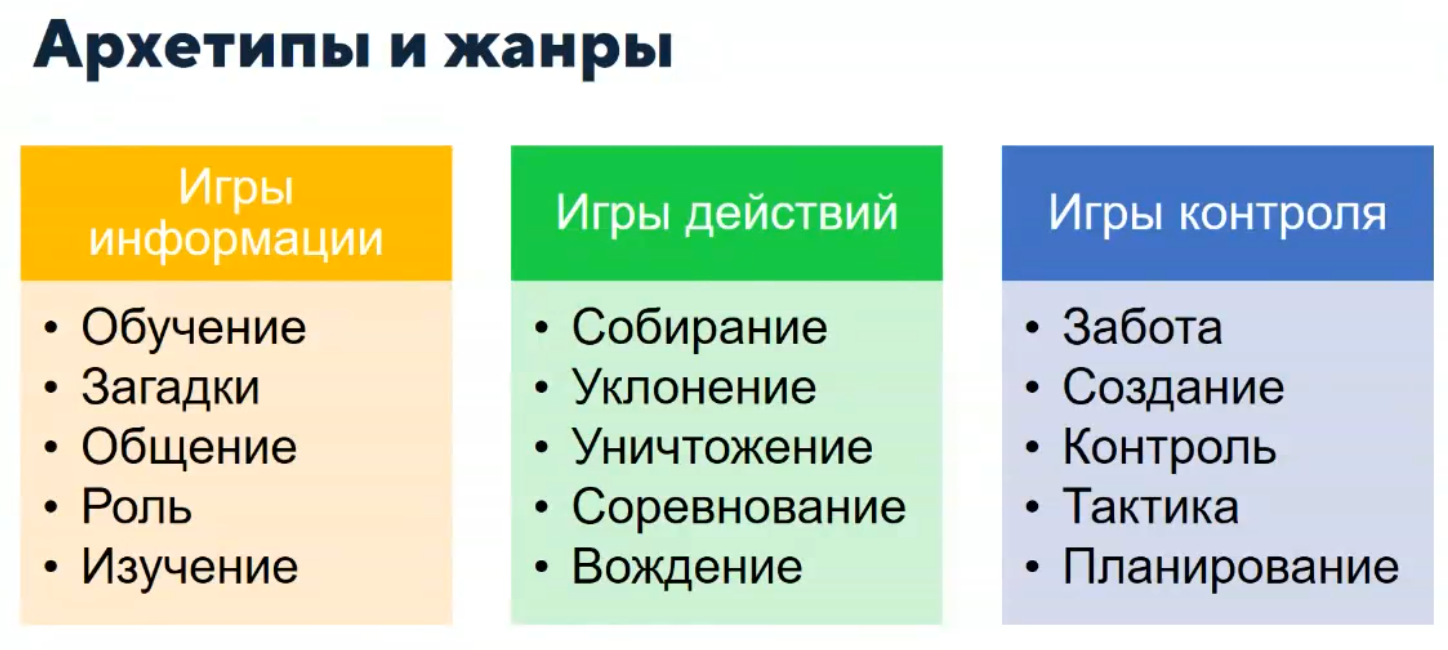 Архетипы и жанры
Игры
информации
• Обучение
• Загадки
• Общение
• Роль
• Изучение
Игры действий
• Собирание
• Уклонение
• Уничтожение
• Соревнование
• Вождение
Игры контроля
• Забота
• Создание
• Контроль
• Тактика
• Планирование